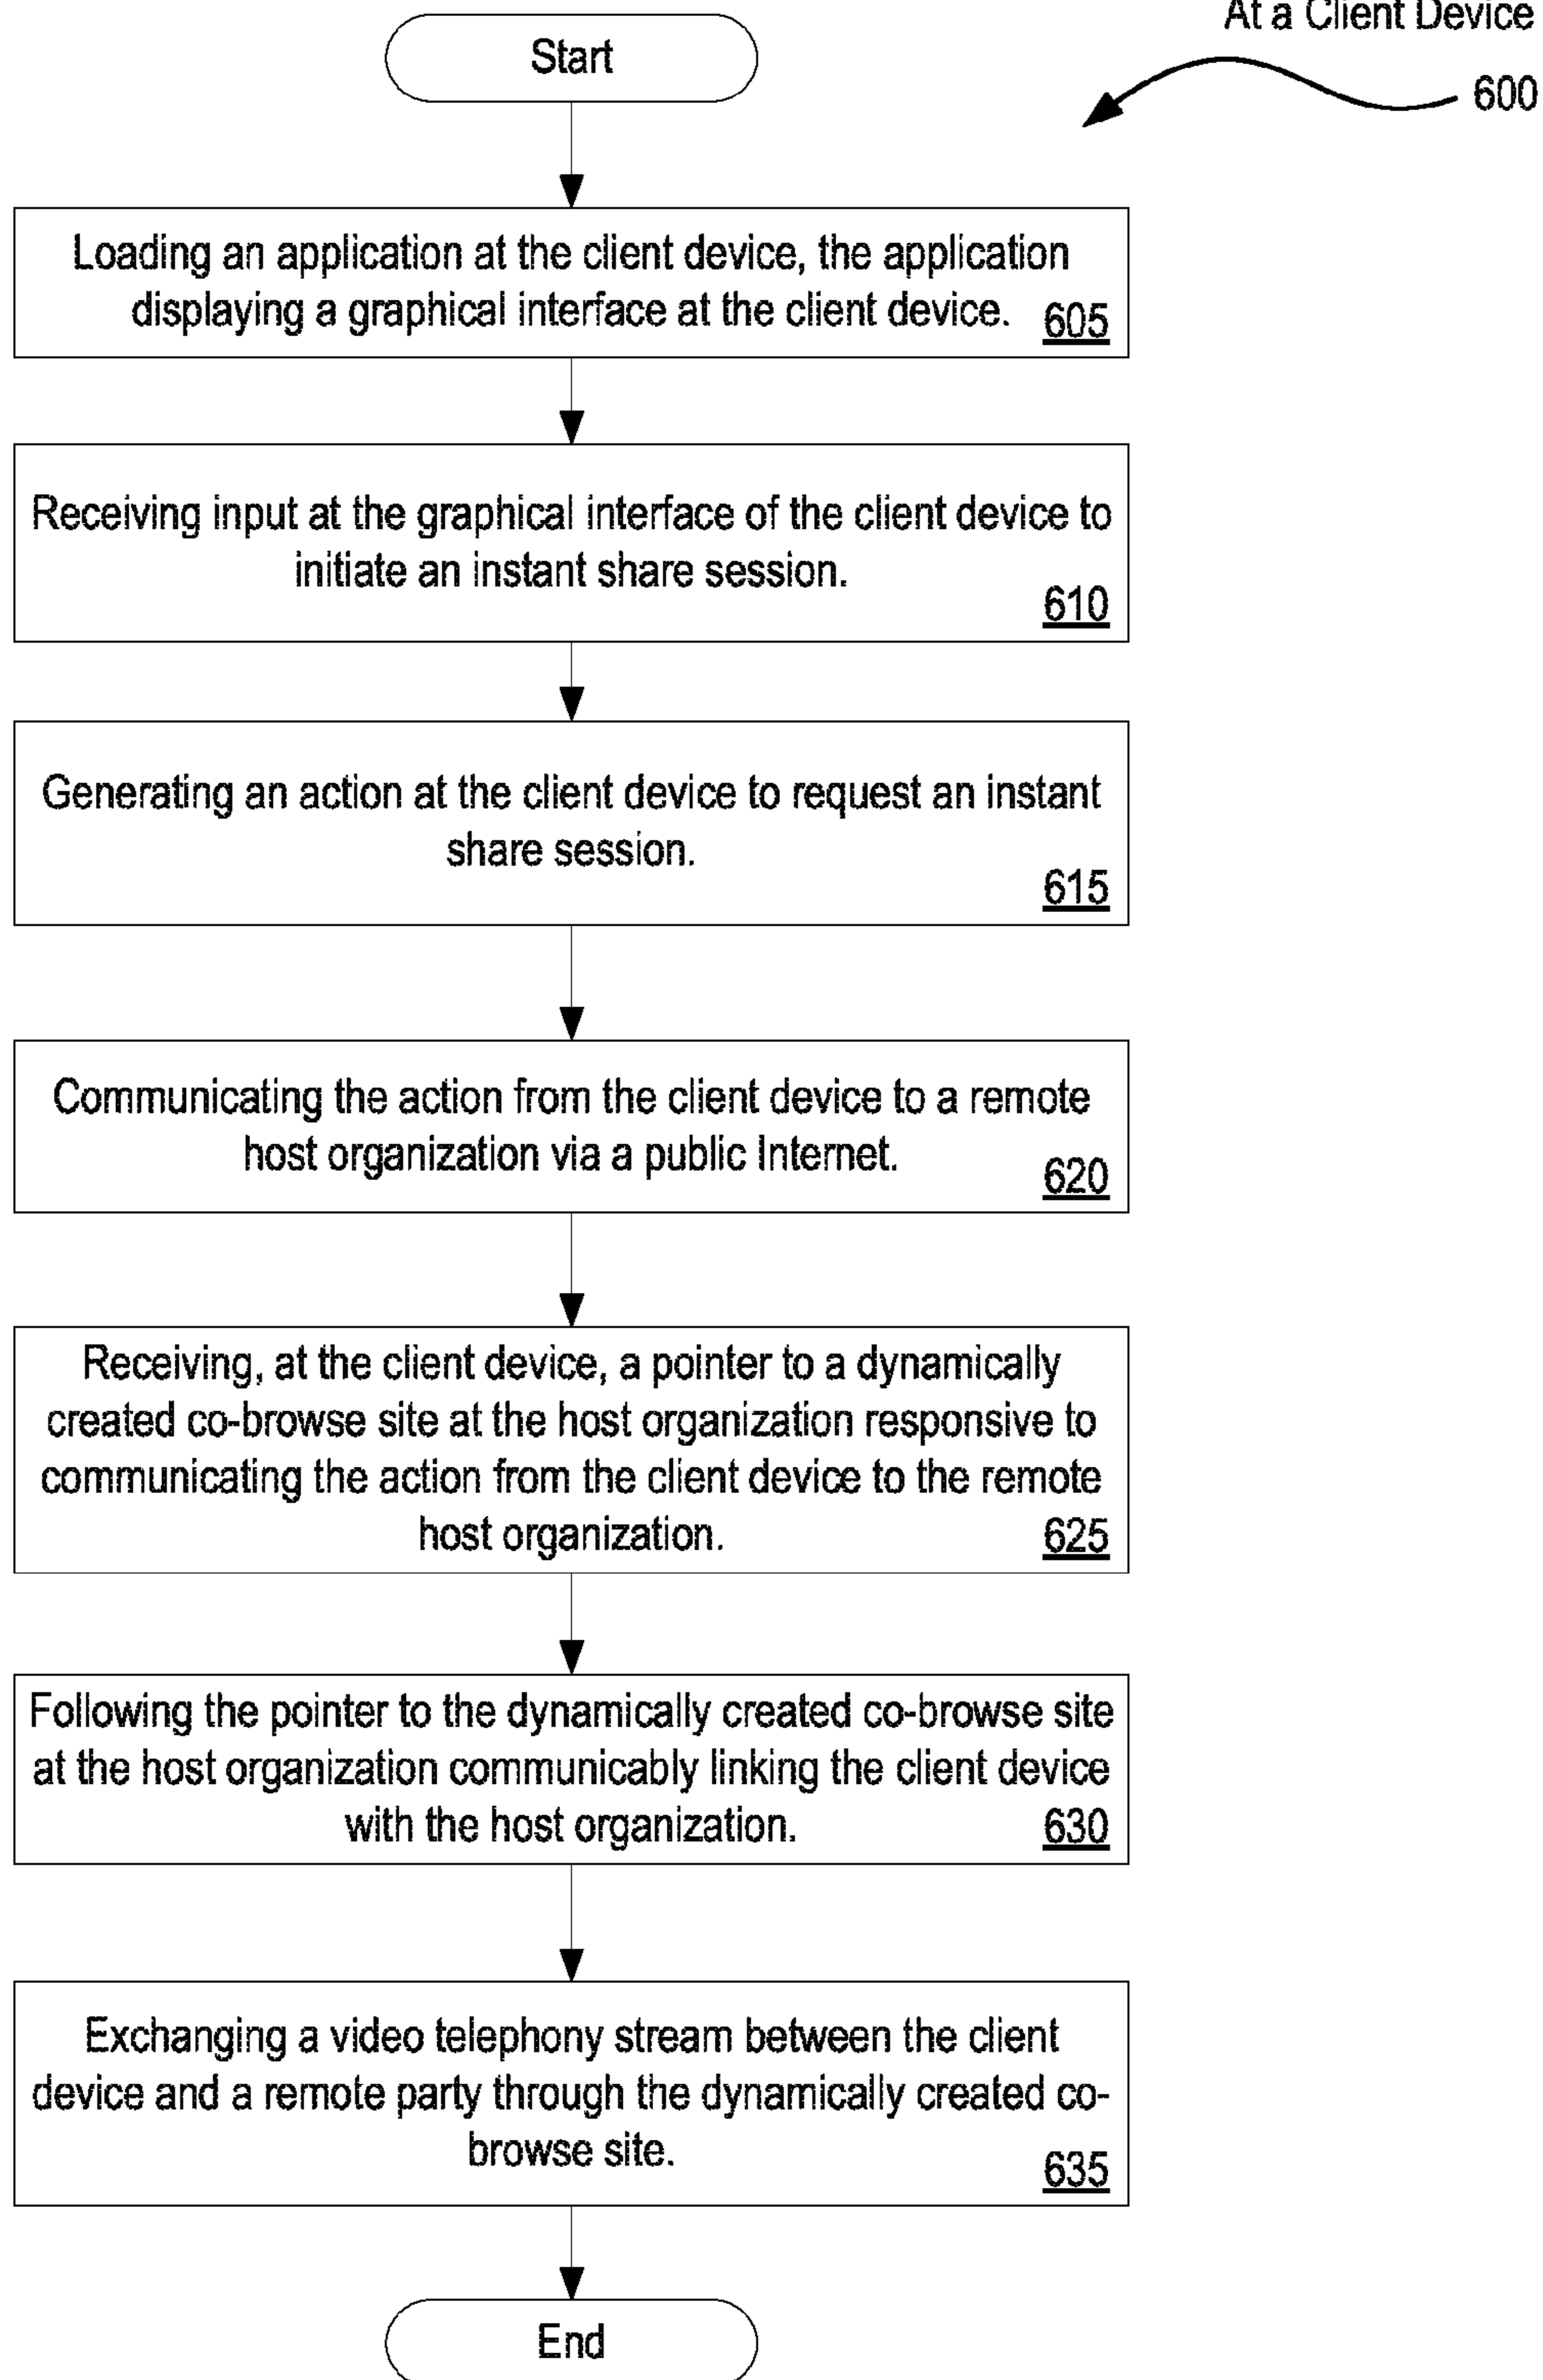 At a Client Device
600
Start
Loading an application at the client device, the application
displaying a graphical interface at the client device.
605
Receiving input at the graphical interface of the client device to
initiate an instant share session.
610
Generating an action at the client device to request an instant
share session.
615
Communicating the action from the client device to a remote
host organization via a public Internet.
620
Receiving, at the client device, a pointer to a dynamically
created co-browse site at the host organization responsive to
communicating the action from the client device to the remote
host organization.
625
Following the pointer to the dynamically created co-browse site
at the host organization communicably linking the client device
with the host organization.
630
Exchanging a video telephony stream between the client
device and a remote party through the dynamically created co-
browse site.
635
End